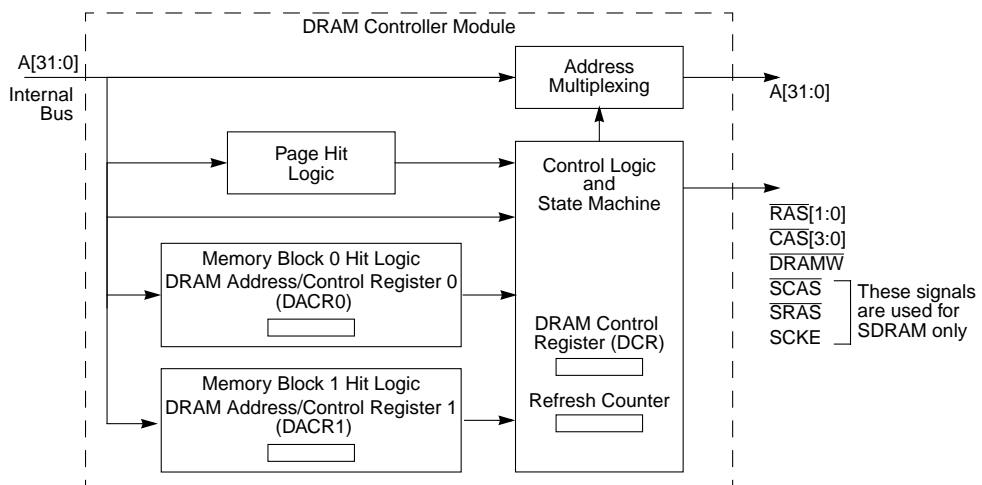 DRAM Controller Module
A[31:0]
Internal
Bus
Address
Multiplexing
A[31:0]
Page Hit
Logic
Control Logic
and
State Machine
RAS[1:0]
CAS[3:0]
DRAMW
SCAS
SRAS
SCKE
These signals
are used for
SDRAM only
Memory Block 0 Hit Logic
DRAM Address/Control Register 0
(DACR0)
DRAM Control
Register (DCR)
Refresh Counter
Memory Block 1 Hit Logic
DRAM Address/Control Register 1
(DACR1)